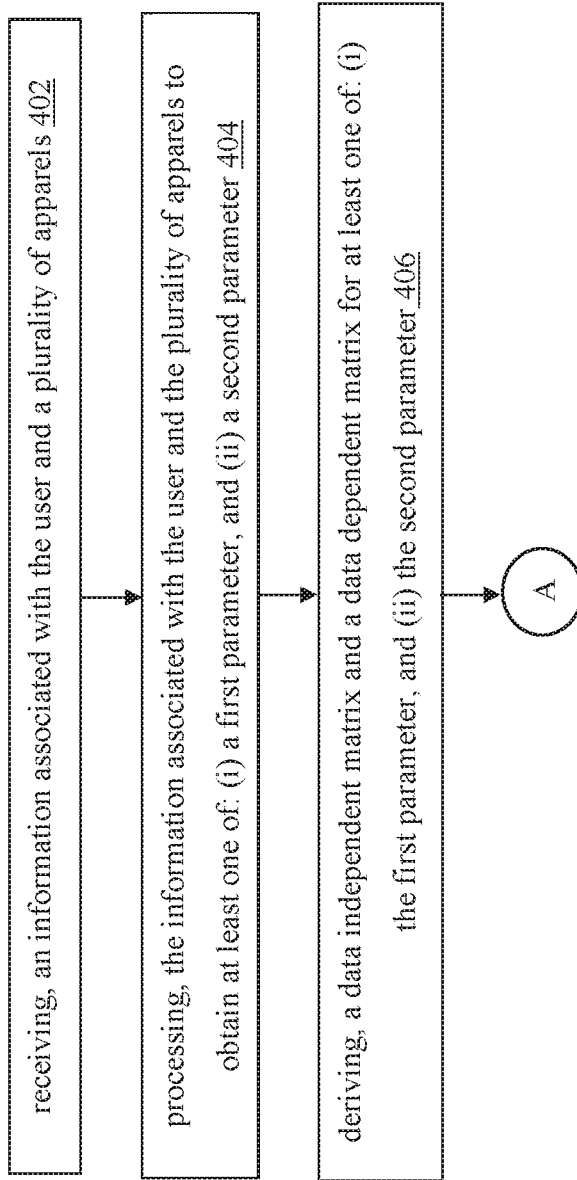 receiving, an information associated with the user and a plurality of apparels 402
processing, the information associated with the user and the plurality of apparels to
obtain at least one of: (i) a first parameter, and (ii) a second parameter 404
deriving, a data independent matrix and a data dependent matrix for at least one of: (i)
the first parameter, and (ii) the second parameter 406
A